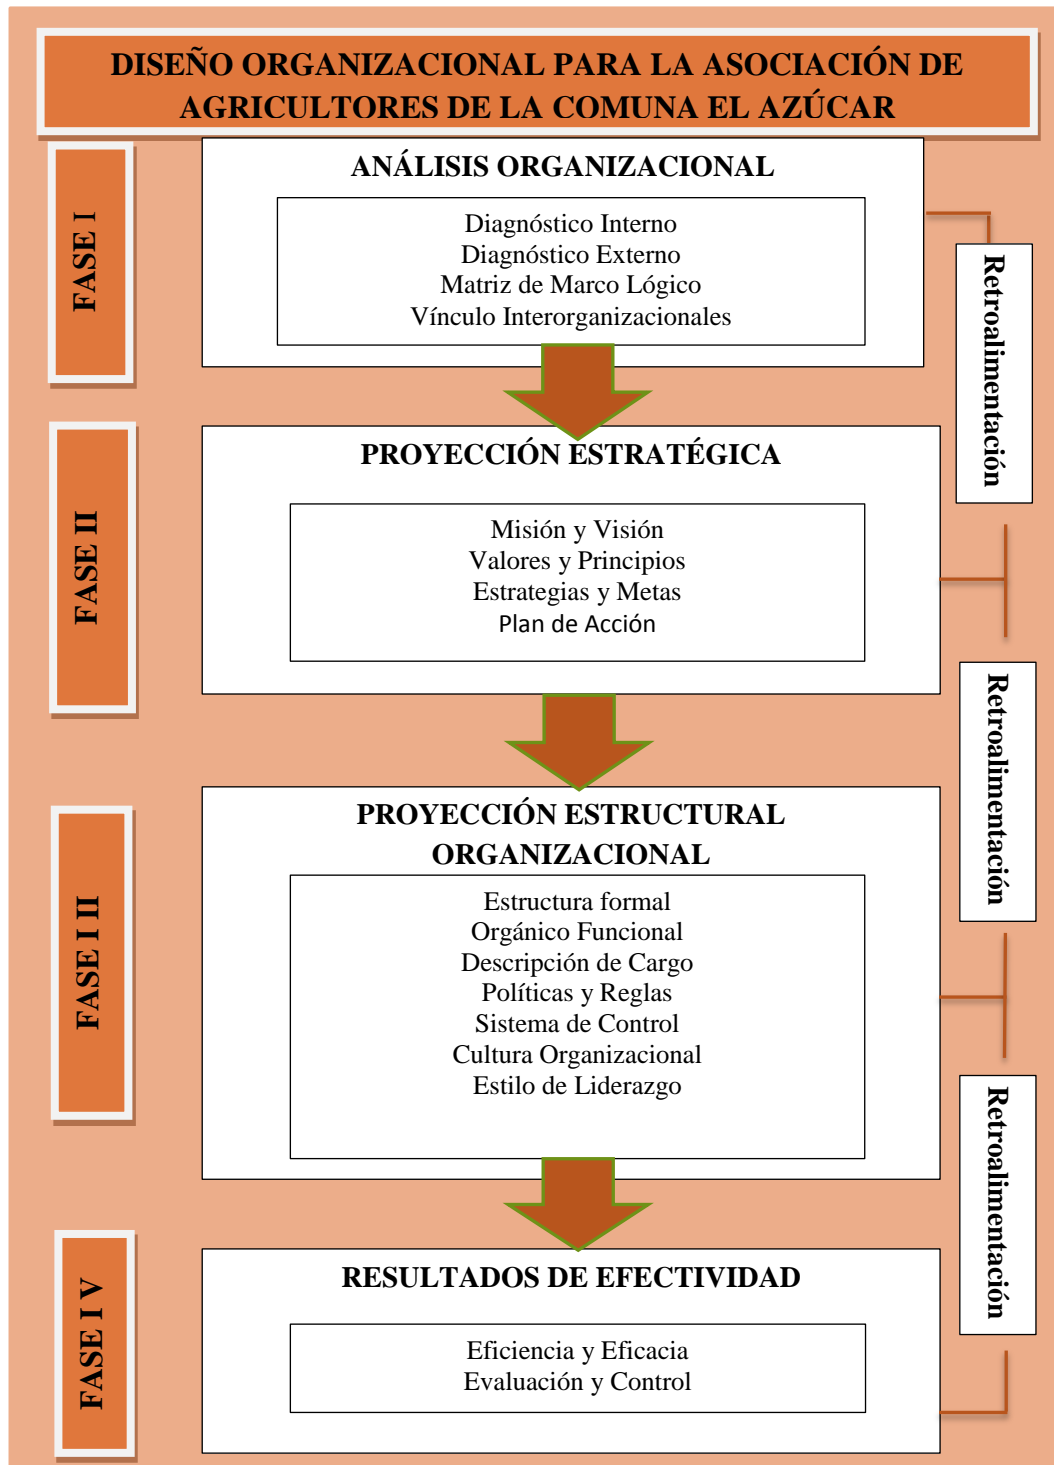 DISEÑO ORGANIZACIONAL PARA LA ASOCIACIÓN DE
AGRICULTORES DE LA COMUNA EL AZÚCAR
FASE I
ANÁLISIS ORGANIZACIONAL
Diagnóstico Interno
Diagnóstico Externo
Matriz de Marco Lógico
Vínculo Interorganizacionales
Retroalimentación
FASE II
PROYECCIÓN ESTRATÉGICA
Misión y Visión
Valores y Principios
Estrategias y Metas
Plan de Acción
Retroalimentación
FASE I II
PROYECCIÓN ESTRUCTURAL
ORGANIZACIONAL
Estructura formal
Orgánico Funcional
Descripción de Cargo
Políticas y Reglas
Sistema de Control
Cultura Organizacional
Estilo de Liderazgo
Retroalimentación
FASE I V
RESULTADOS DE EFECTIVIDAD
Eficiencia y Eficacia
Evaluación y Control